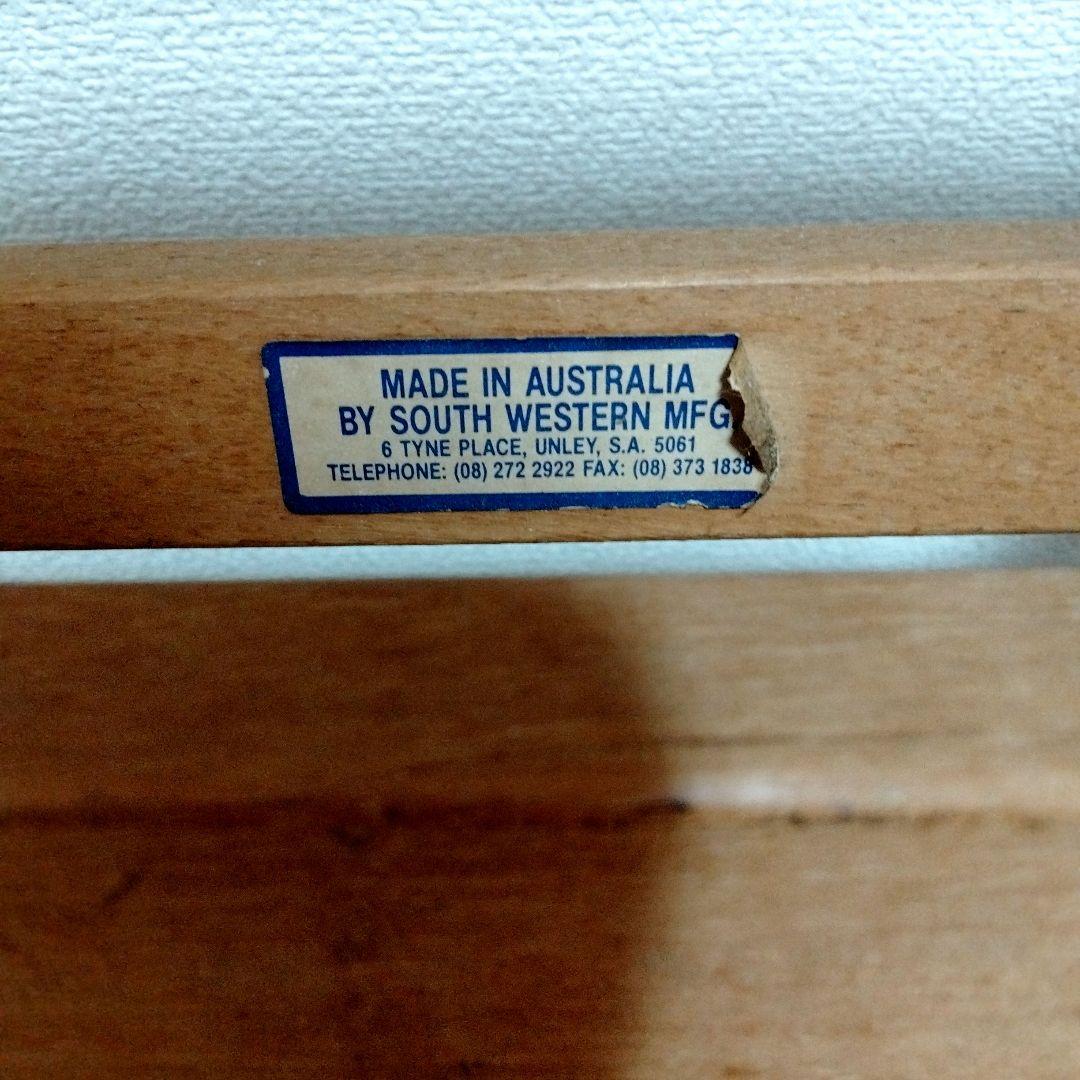 MADE IN AUSTRALIA
BY SOUTH WESTERN MFG.
6 TYNE PLACE, UNLEY, S.A. 5061
TELEPHONE: (08) 272 2922 FAX: (08) 373 1838